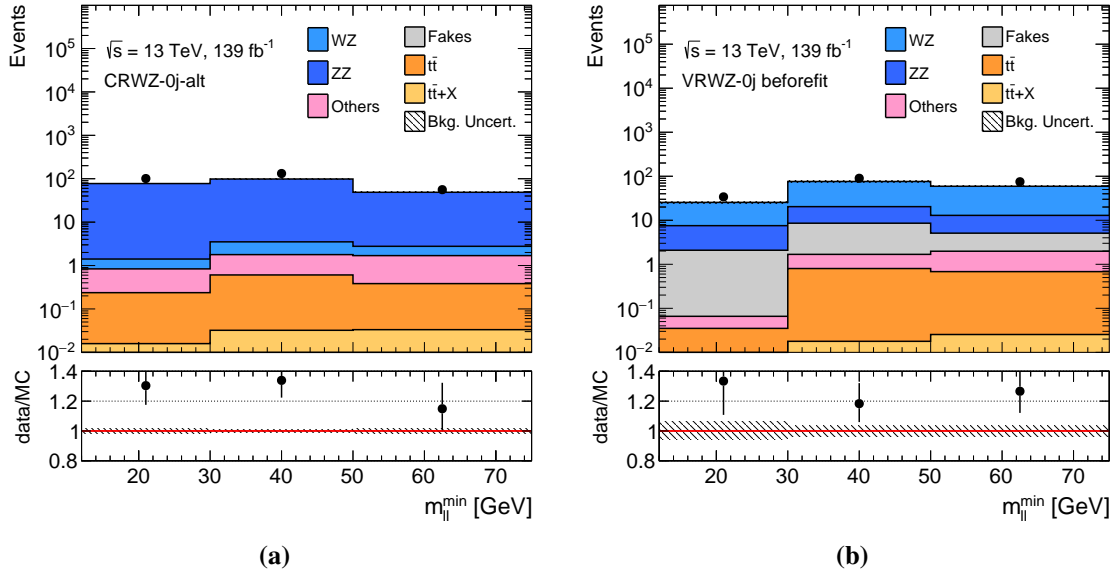 Events
10⁵
10⁴
10³
10²
10
1
10⁻¹
10⁻²
√s = 13 TeV, 139 fb⁻¹
CRWZ-0j-alt
WZ
ZZ
Others
Fakes
tt̄
tt̄+X
Bkg. Uncert.
data/MC
1.4
1.2
1
0.8
20 30 40 50 60 70
m_ll^min [GeV]
(a)
Events
10⁵
10⁴
10³
10²
10
1
10⁻¹
10⁻²
√s = 13 TeV, 139 fb⁻¹
VRWZ-0j beforefit
WZ
ZZ
Others
Fakes
tt̄
tt̄+X
Bkg. Uncert.
data/MC
1.4
1.2
1
0.8
20 30 40 50 60 70
m_ll^min [GeV]
(b)